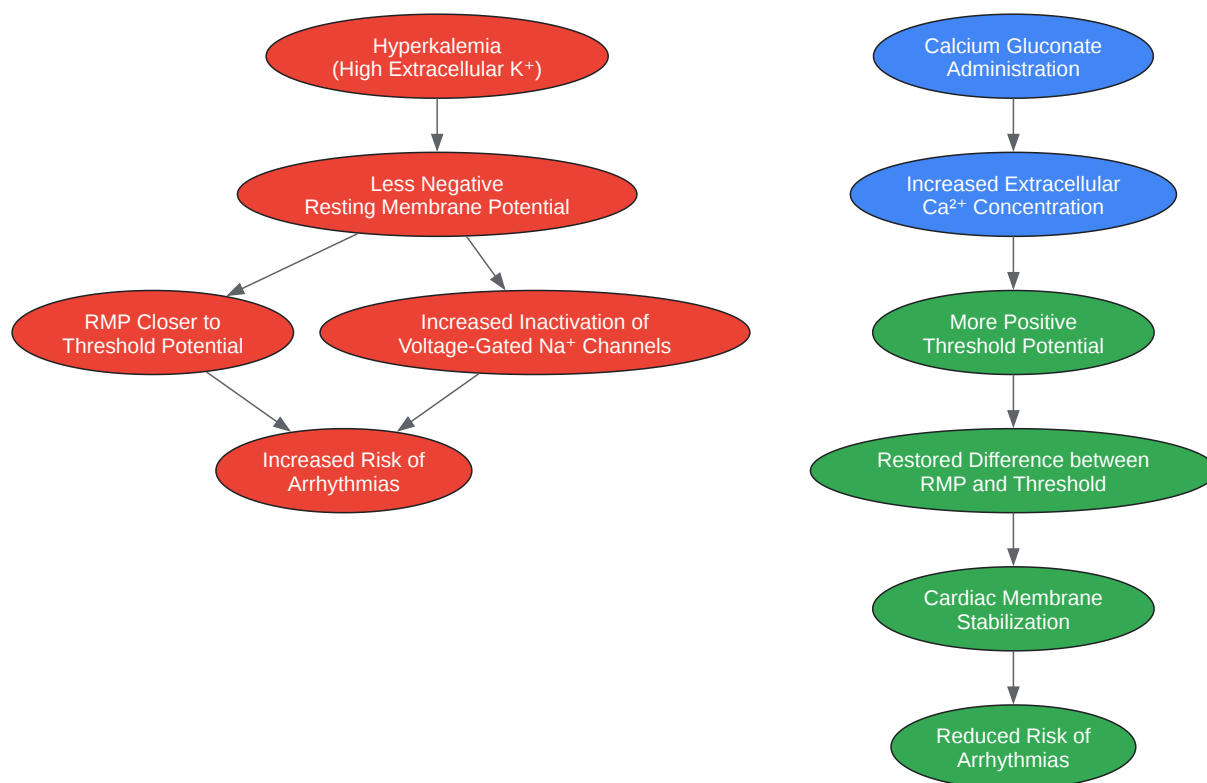 Hyperkalemia
(High Extracellular K⁺)
Less Negative
Resting Membrane Potential
RMP Closer to
Threshold Potential
Increased Inactivation of
Voltage-Gated Na⁺ Channels
Increased Risk of
Arrhythmias
Calcium Gluconate
Administration
Increased Extracellular
Ca²⁺ Concentration
More Positive
Threshold Potential
Restored Difference between
RMP and Threshold
Cardiac Membrane
Stabilization
Reduced Risk of
Arrhythmias